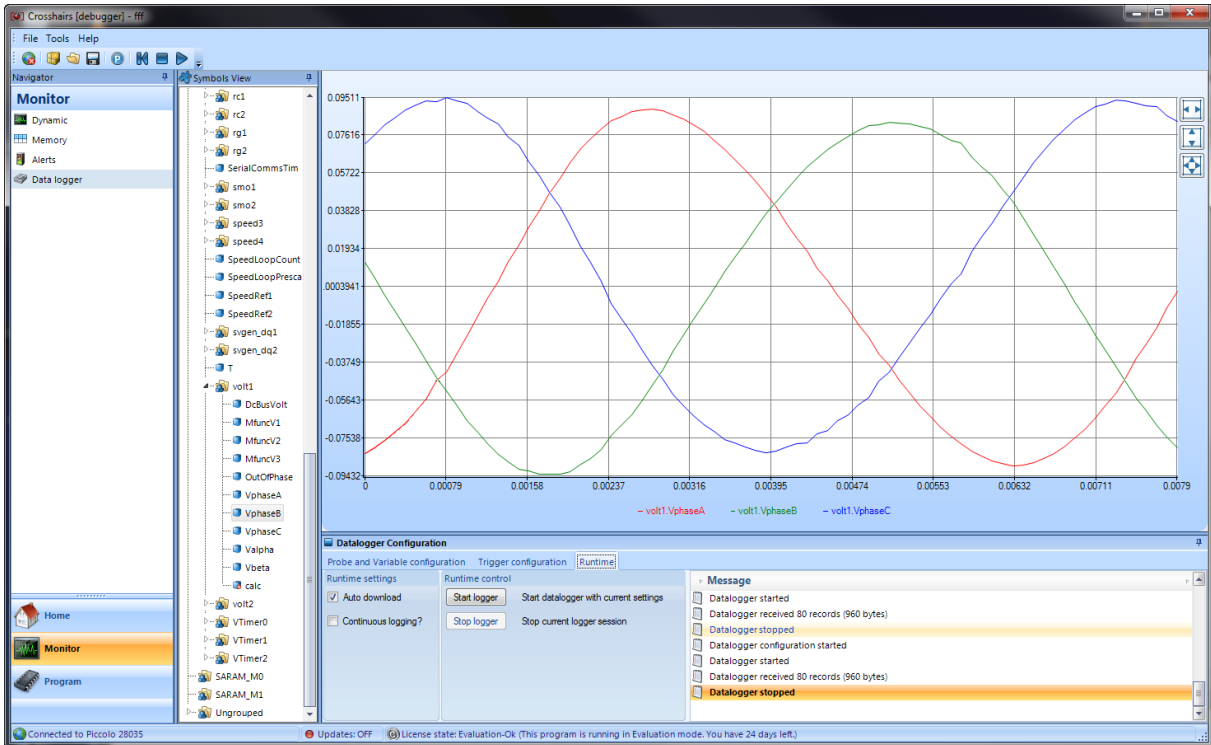 Crosshairs [debugger] - fff
File Tools Help
Navigator
Monitor
Dynamic
Memory
Alerts
Data logger
Home
Monitor
Program
Symbols View
rc1
rc2
rg1
rg2
SerialCommsTim
smo1
smo2
speed3
speed4
SpeedLoopCount
SpeedLoopPresca
SpeedRef1
SpeedRef2
svgen_dq1
svgen_dq2
T
volt1
DcBusVolt
MfuncV1
MfuncV2
MfuncV3
OutOfPhase
VphaseA
VphaseB
VphaseC
Valpha
Vbeta
calc
volt2
VTimer0
VTimer1
VTimer2
SARAM_M0
SARAM_M1
Ungrouped
0.09511
0.07616
0.05722
0.03828
0.01934
.0003941
-0.01855
-0.03749
-0.05643
-0.07538
-0.09432
0 0.00079 0.00158 0.00237 0.00316 0.00395 0.00474 0.00553 0.00632 0.00711 0.0079
– volt1.VphaseA – volt1.VphaseB – volt1.VphaseC
Datalogger Configuration
Probe and Variable configuration Trigger configuration Runtime
Runtime settings
Auto download
Continuous logging?
Runtime control
Start logger Start datalogger with current settings
Stop logger Stop current logger session
Message
Datalogger started
Datalogger received 80 records (960 bytes)
Datalogger stopped
Datalogger configuration started
Datalogger started
Datalogger received 80 records (960 bytes)
Datalogger stopped
Connected to Piccolo 28035 Updates: OFF License state: Evaluation-Ok (This program is running in Evaluation mode. You have 24 days left.)